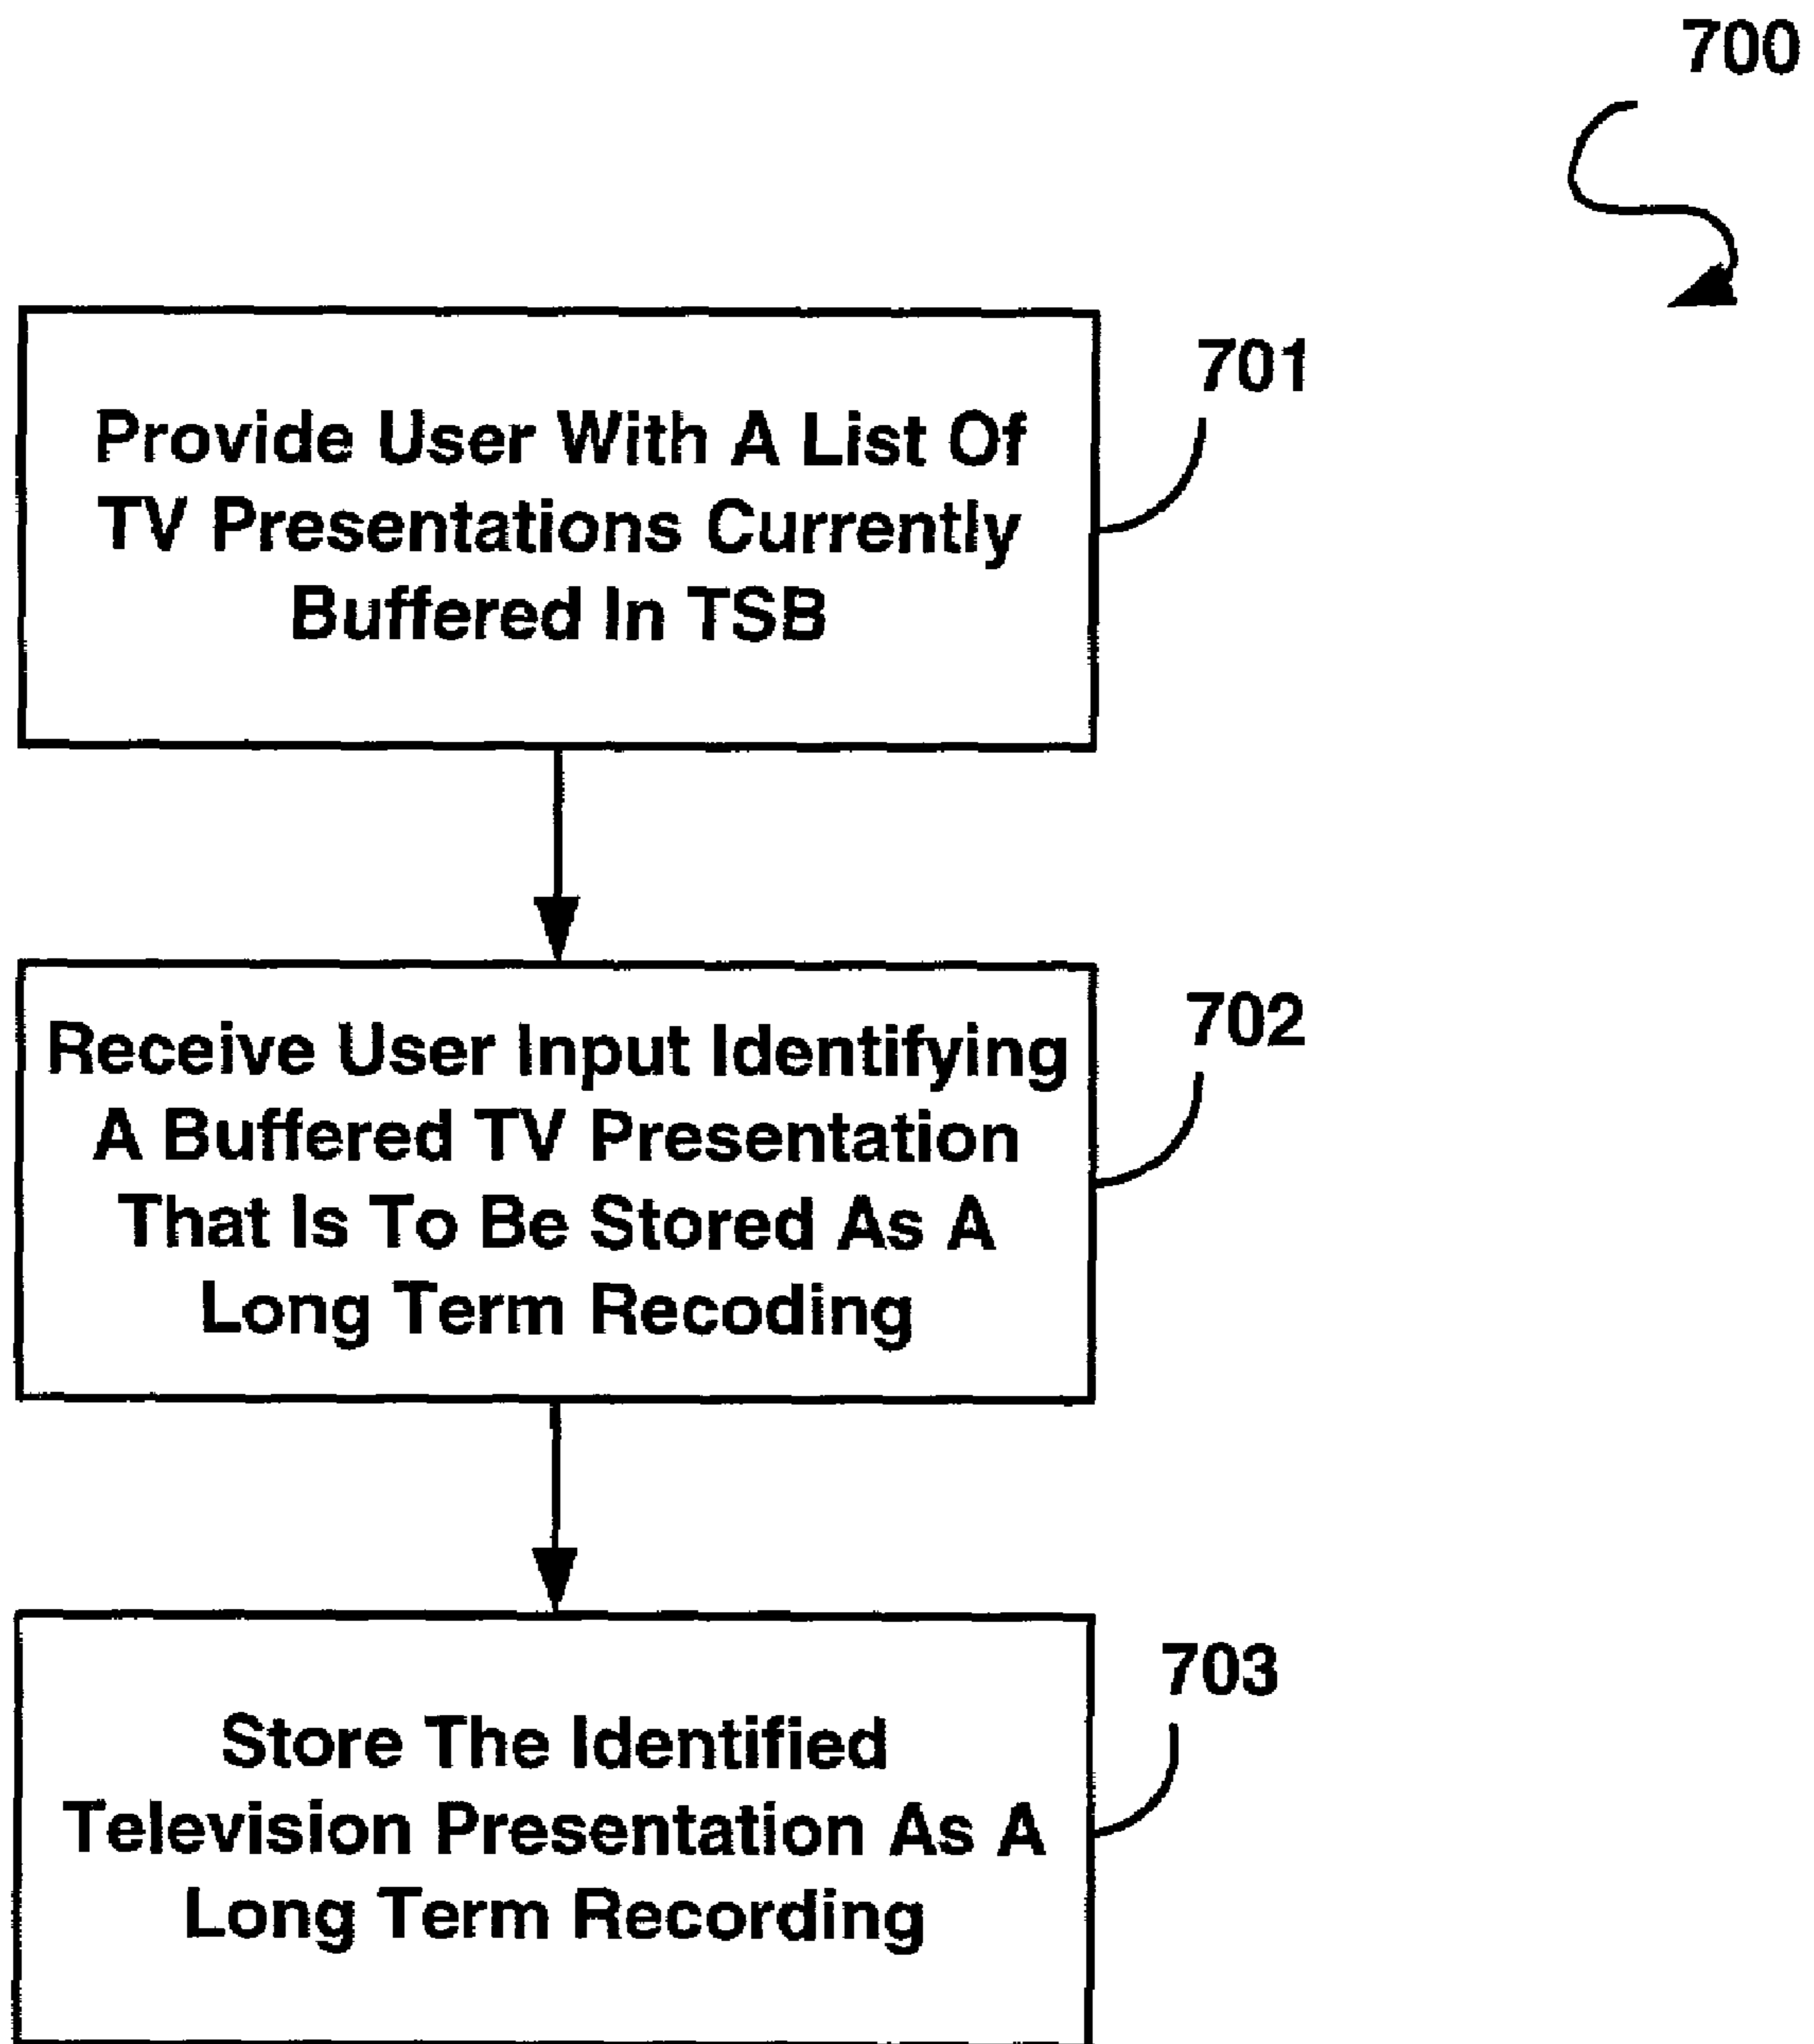 700
701
Provide User With A List Of
TV Presentations Currently
Buffered In TSB
702
Receive User Input Identifying
A Buffered TV Presentation
That Is To Be Stored As A
Long Term Recoding
703
Store The Identified
Television Presentation As A
Long Term Recording